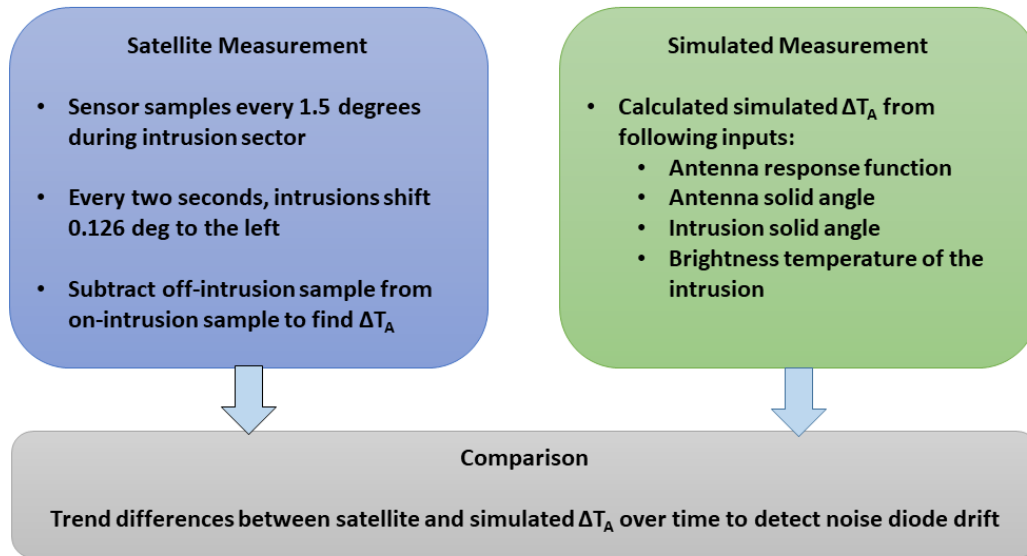 Satellite Measurement
• Sensor samples every 1.5 degrees
during intrusion sector
• Every two seconds, intrusions shift
0.126 deg to the left
• Subtract off-intrusion sample from
on-intrusion sample to find ΔTA
Simulated Measurement
• Calculated simulated ΔTA from
following inputs:
• Antenna response function
• Antenna solid angle
• Intrusion solid angle
• Brightness temperature of the
intrusion
Comparison
Trend differences between satellite and simulated ΔTA over time to detect noise diode drift